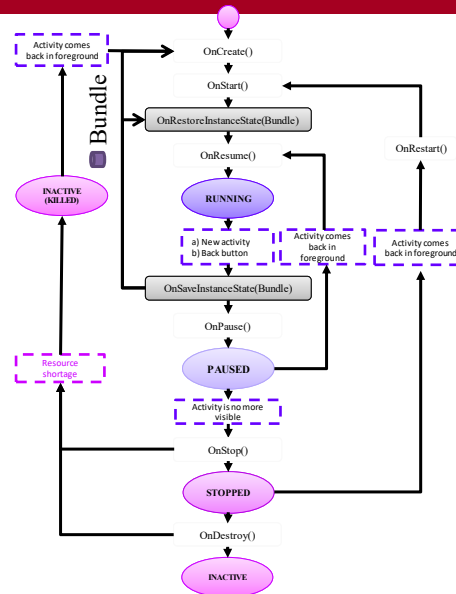 Activity comes
back in foreground
OnCreate()
Bundle
OnStart()
OnRestoreInstanceState(Bundle)
OnResume()
OnRestart()
INACTIVE
(KILLED)
RUNNING
a) New activity
b) Back button
Activity comes
back in
foreground
Activity comes
back in foreground
OnSaveInstanceState(Bundle)
OnPause()
Resource
shortage
PAUSED
Activity is no more
visible
OnStop()
STOPPED
OnDestroy()
INACTIVE